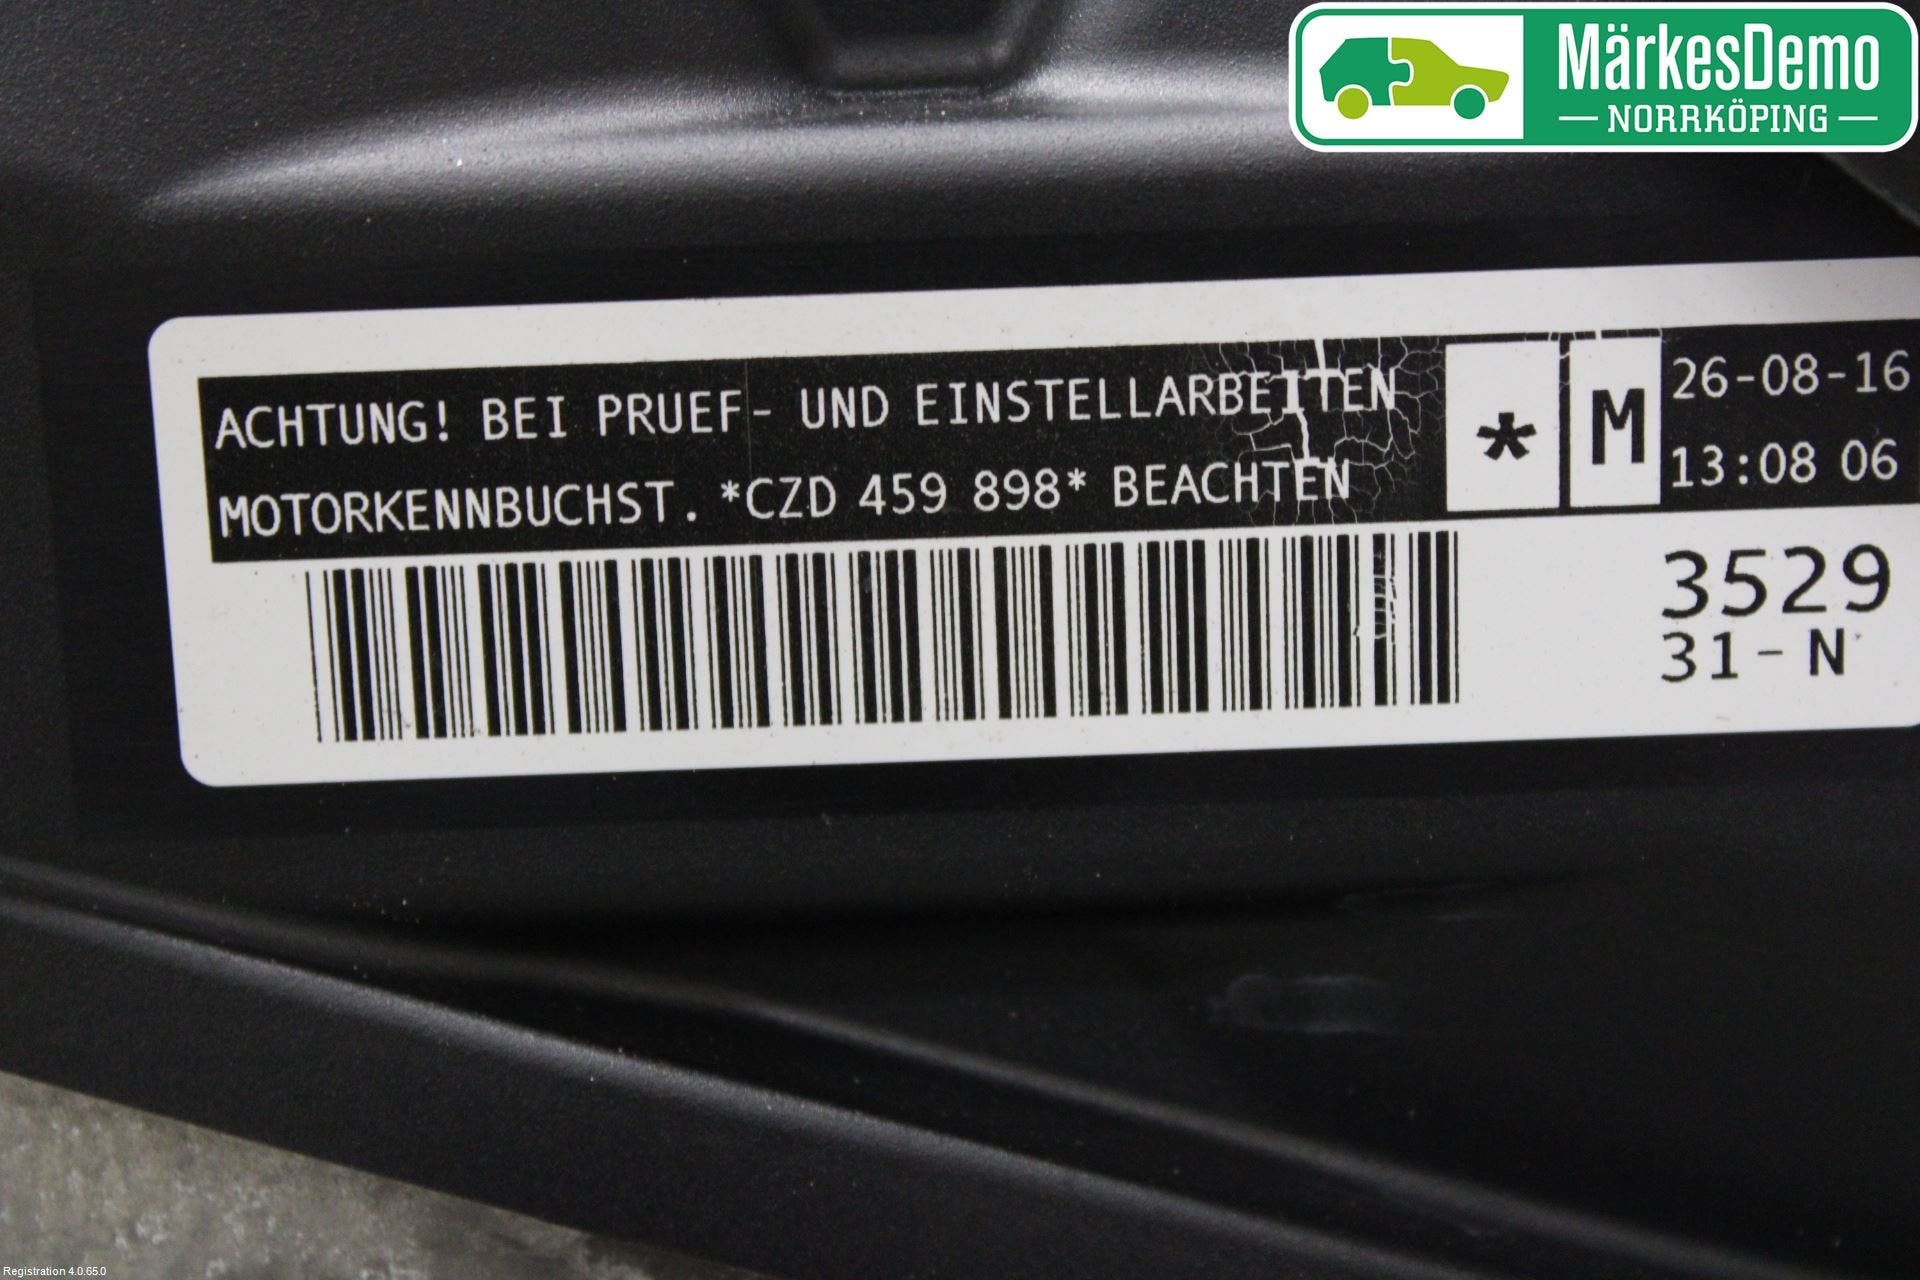 MärkesDemo
NORRKÖPING
ACHTUNG! BEI PRUEF- UND EINSTELLARBEITEN
MOTORKENNBUCHST. *CZD 459 898* BEACHTEN
* M
26-08-16
13:08 06
3529
31-N
Registration 4.0.65.0